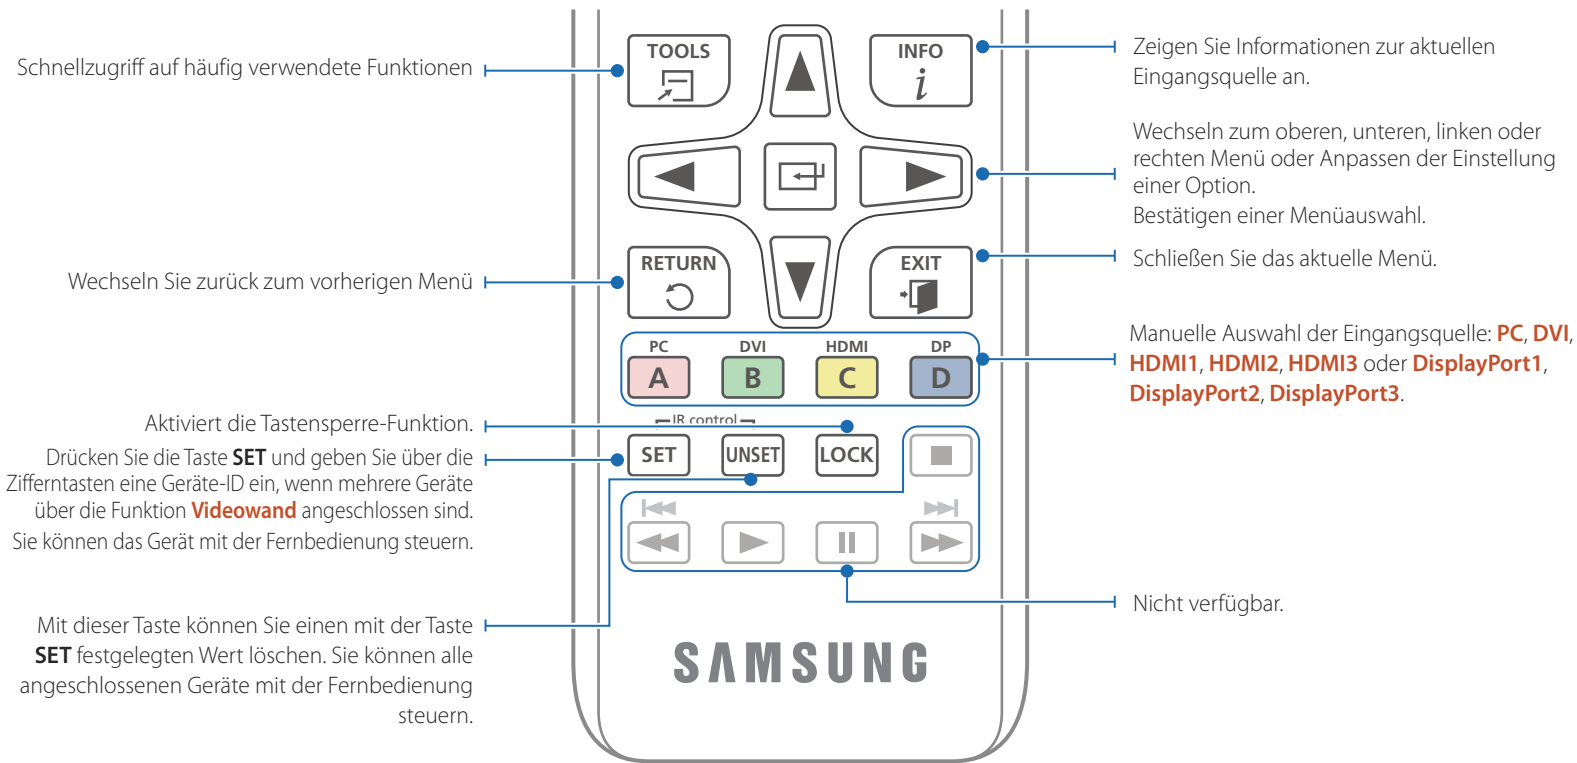 TOOLS
INFO
i
Schnellzugriff auf häufig verwendete Funktionen
Zeigen Sie Informationen zur aktuellen
Eingangsquelle an.
Wechseln zum oberen, unteren, linken oder
rechten Menü oder Anpassen der Einstellung
einer Option.
Bestätigen einer Menüauswahl.
RETURN
EXIT
Wechseln Sie zurück zum vorherigen Menü
Schließen Sie das aktuelle Menü.
PC DVI HDMI DP
A B C D
Manuelle Auswahl der Eingangsquelle: PC, DVI,
HDMI1, HDMI2, HDMI3 oder DisplayPort1,
DisplayPort2, DisplayPort3.
IR control
SET UNSET LOCK
Aktiviert die Tastensperre-Funktion.
Drücken Sie die Taste SET und geben Sie über die
Zifferntasten eine Geräte-ID ein, wenn mehrere Geräte
über die Funktion Videowand angeschlossen sind.
Sie können das Gerät mit der Fernbedienung steuern.
Nicht verfügbar.
Mit dieser Taste können Sie einen mit der Taste
SET festgelegten Wert löschen. Sie können alle
angeschlossenen Geräte mit der Fernbedienung
steuern.
SAMSUNG